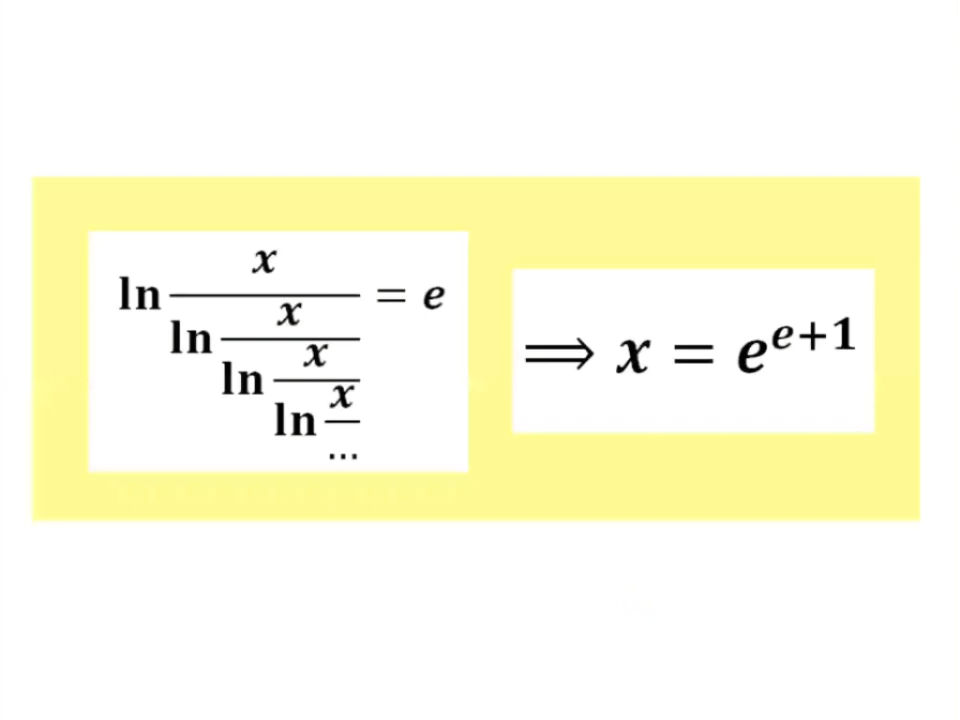 ln x/(ln x/(ln x/(ln x/...))) = e
⟹ x = e^{e+1}